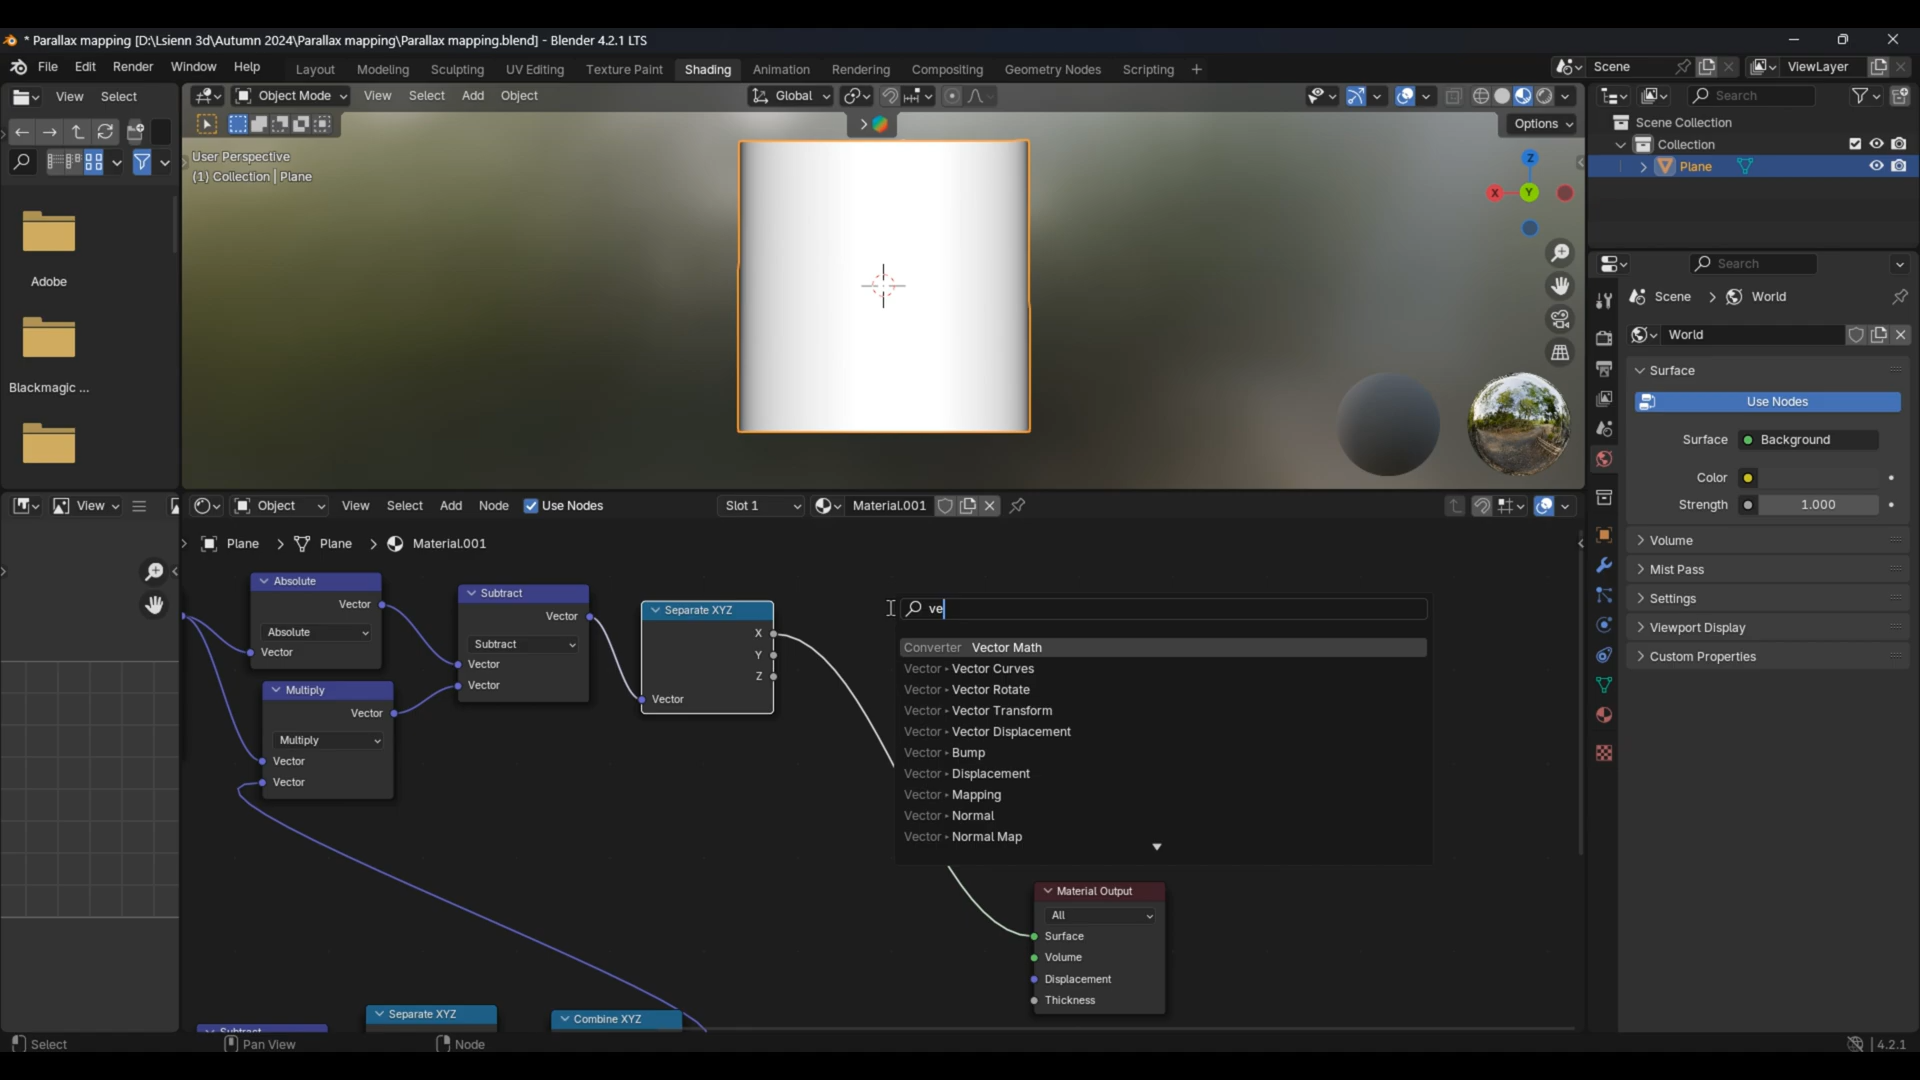 * Parallax mapping [D:\Lsienn 3d\Autumn 2024\Parallax mapping\Parallax mapping.blend] - Blender 4.2.1 LTS
File Edit Render Window Help Layout Modeling Sculpting UV Editing Texture Paint Shading Animation Rendering Compositing Geometry Nodes Scripting + Scene ViewLayer
View Select Object Mode View Select Add Object Global Search
Options
User Perspective
(1) Collection | Plane
Z
X
Y
Scene Collection
Collection
Plane
Adobe
Blackmagic ...
Search
Scene > World
World
Surface
Use Nodes
Surface Background
Color
Strength 1.000
Volume
Mist Pass
Settings
Viewport Display
Custom Properties
View Object View Select Add Node Use Nodes Slot 1 Material.001
Plane > Plane > Material.001
Absolute
Vector
Absolute
Vector
Multiply
Vector
Multiply
Vector
Vector
Subtract
Vector
Subtract
Vector
Vector
Separate XYZ
X
Y
Z
Vector
ve
Converter Vector Math
Vector ▸ Vector Curves
Vector ▸ Vector Rotate
Vector ▸ Vector Transform
Vector ▸ Vector Displacement
Vector ▸ Bump
Vector ▸ Displacement
Vector ▸ Mapping
Vector ▸ Normal
Vector ▸ Normal Map
Material Output
All
Surface
Volume
Displacement
Thickness
Subtract
Separate XYZ
Combine XYZ
Select Pan View Node 4.2.1